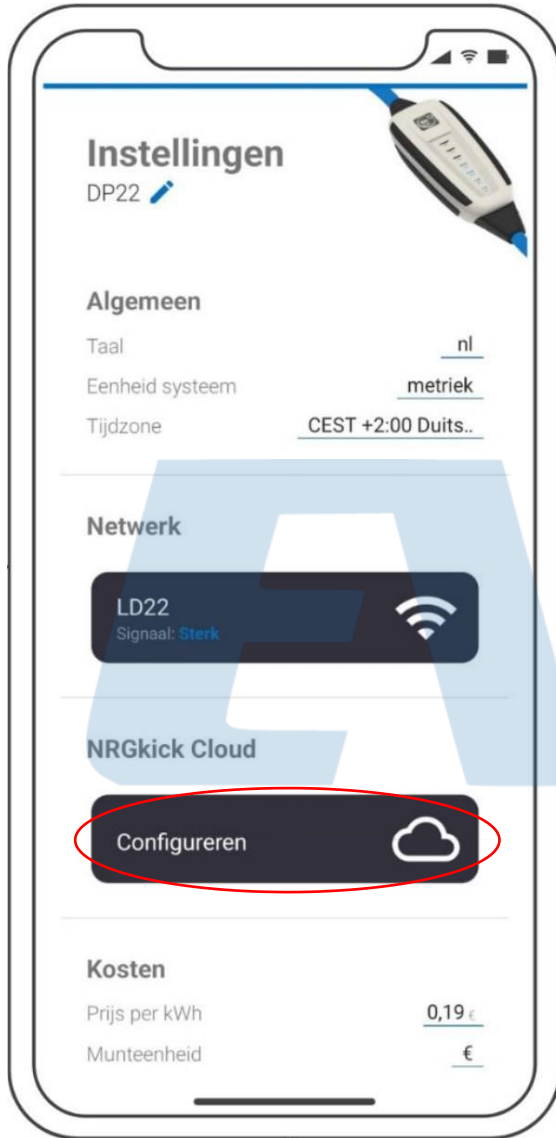 Instellingen
DP22
Algemeen
Taal nl
Eenheid systeem metriek
Tijdzone CEST +2:00 Duits..
Netwerk
LD22
Signaal: Sterk
NRGkick Cloud
Configureren
Kosten
Prijs per kWh 0,19 €
Munteenheid €